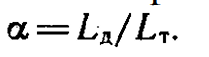 α = Lд/Lт.